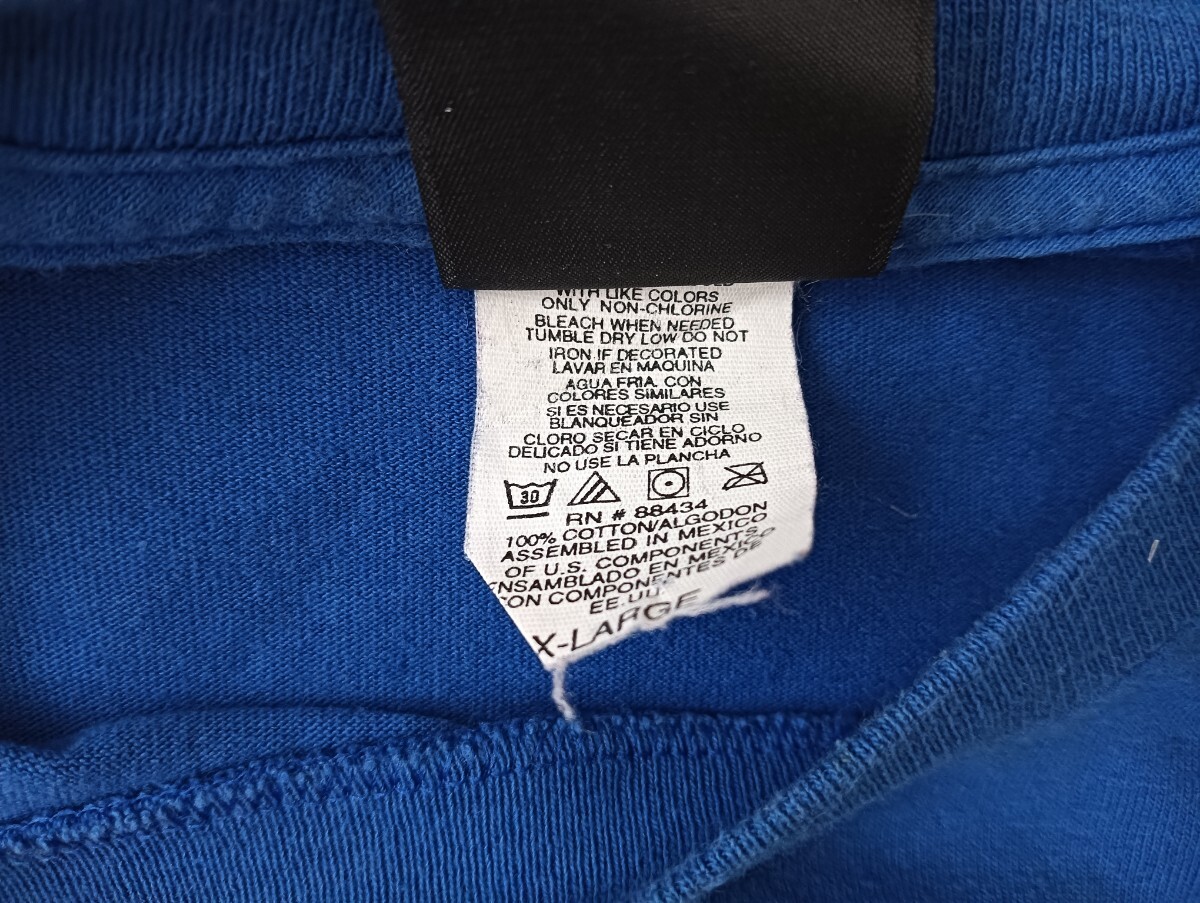 WITH LIKE COLORS
ONLY NON-CHLORINE
BLEACH WHEN NEEDED
TUMBLE DRY LOW DO NOT
IRON IF DECORATED
LAVAR EN MAQUINA
AGUA FRIA. CON
COLORES SIMILARES
SI ES NECESARIO USE
BLANQUEADOR SIN
CLORO SECAR EN CICLO
DELICADO SI TIENE ADORNO
NO USE LA PLANCHA
30
RN # 88434
100% COTTON/ALGODON
ASSEMBLED IN MEXICO
OF U.S. COMPONENTS
ENSAMBLADO EN MEXICO
CON COMPONENTES DE
EE.UU.
X-LARGE